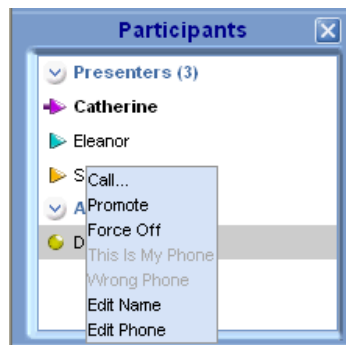 Participants
Presenters (3)
Catherine
Eleanor
S
Call...
A
Promote
Force Off
D
This Is My Phone
Wrong Phone
Edit Name
Edit Phone